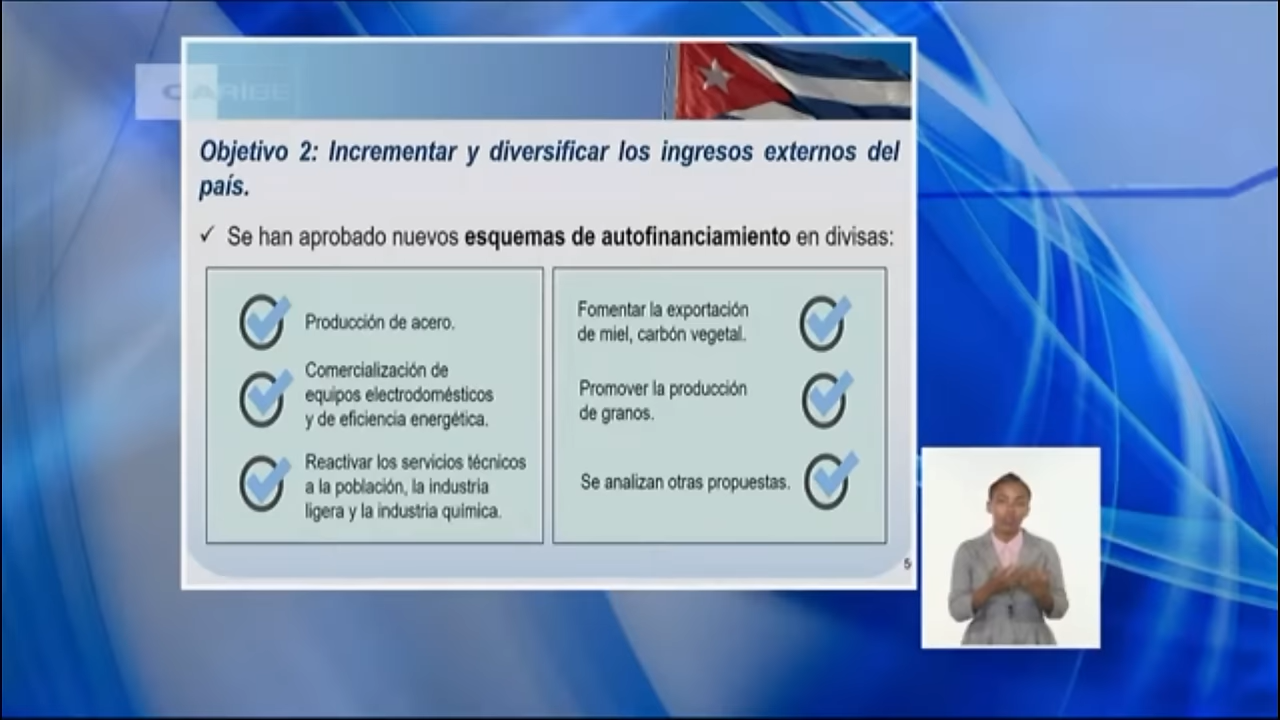 CARIBE
Objetivo 2: Incrementar y diversificar los ingresos externos del
país.
✓ Se han aprobado nuevos esquemas de autofinanciamiento en divisas:
Producción de acero.
Comercialización de
equipos electrodomésticos
y de eficiencia energética.
Reactivar los servicios técnicos
a la población, la industria
ligera y la industria química.
Fomentar la exportación
de miel, carbón vegetal.
Promover la producción
de granos.
Se analizan otras propuestas.